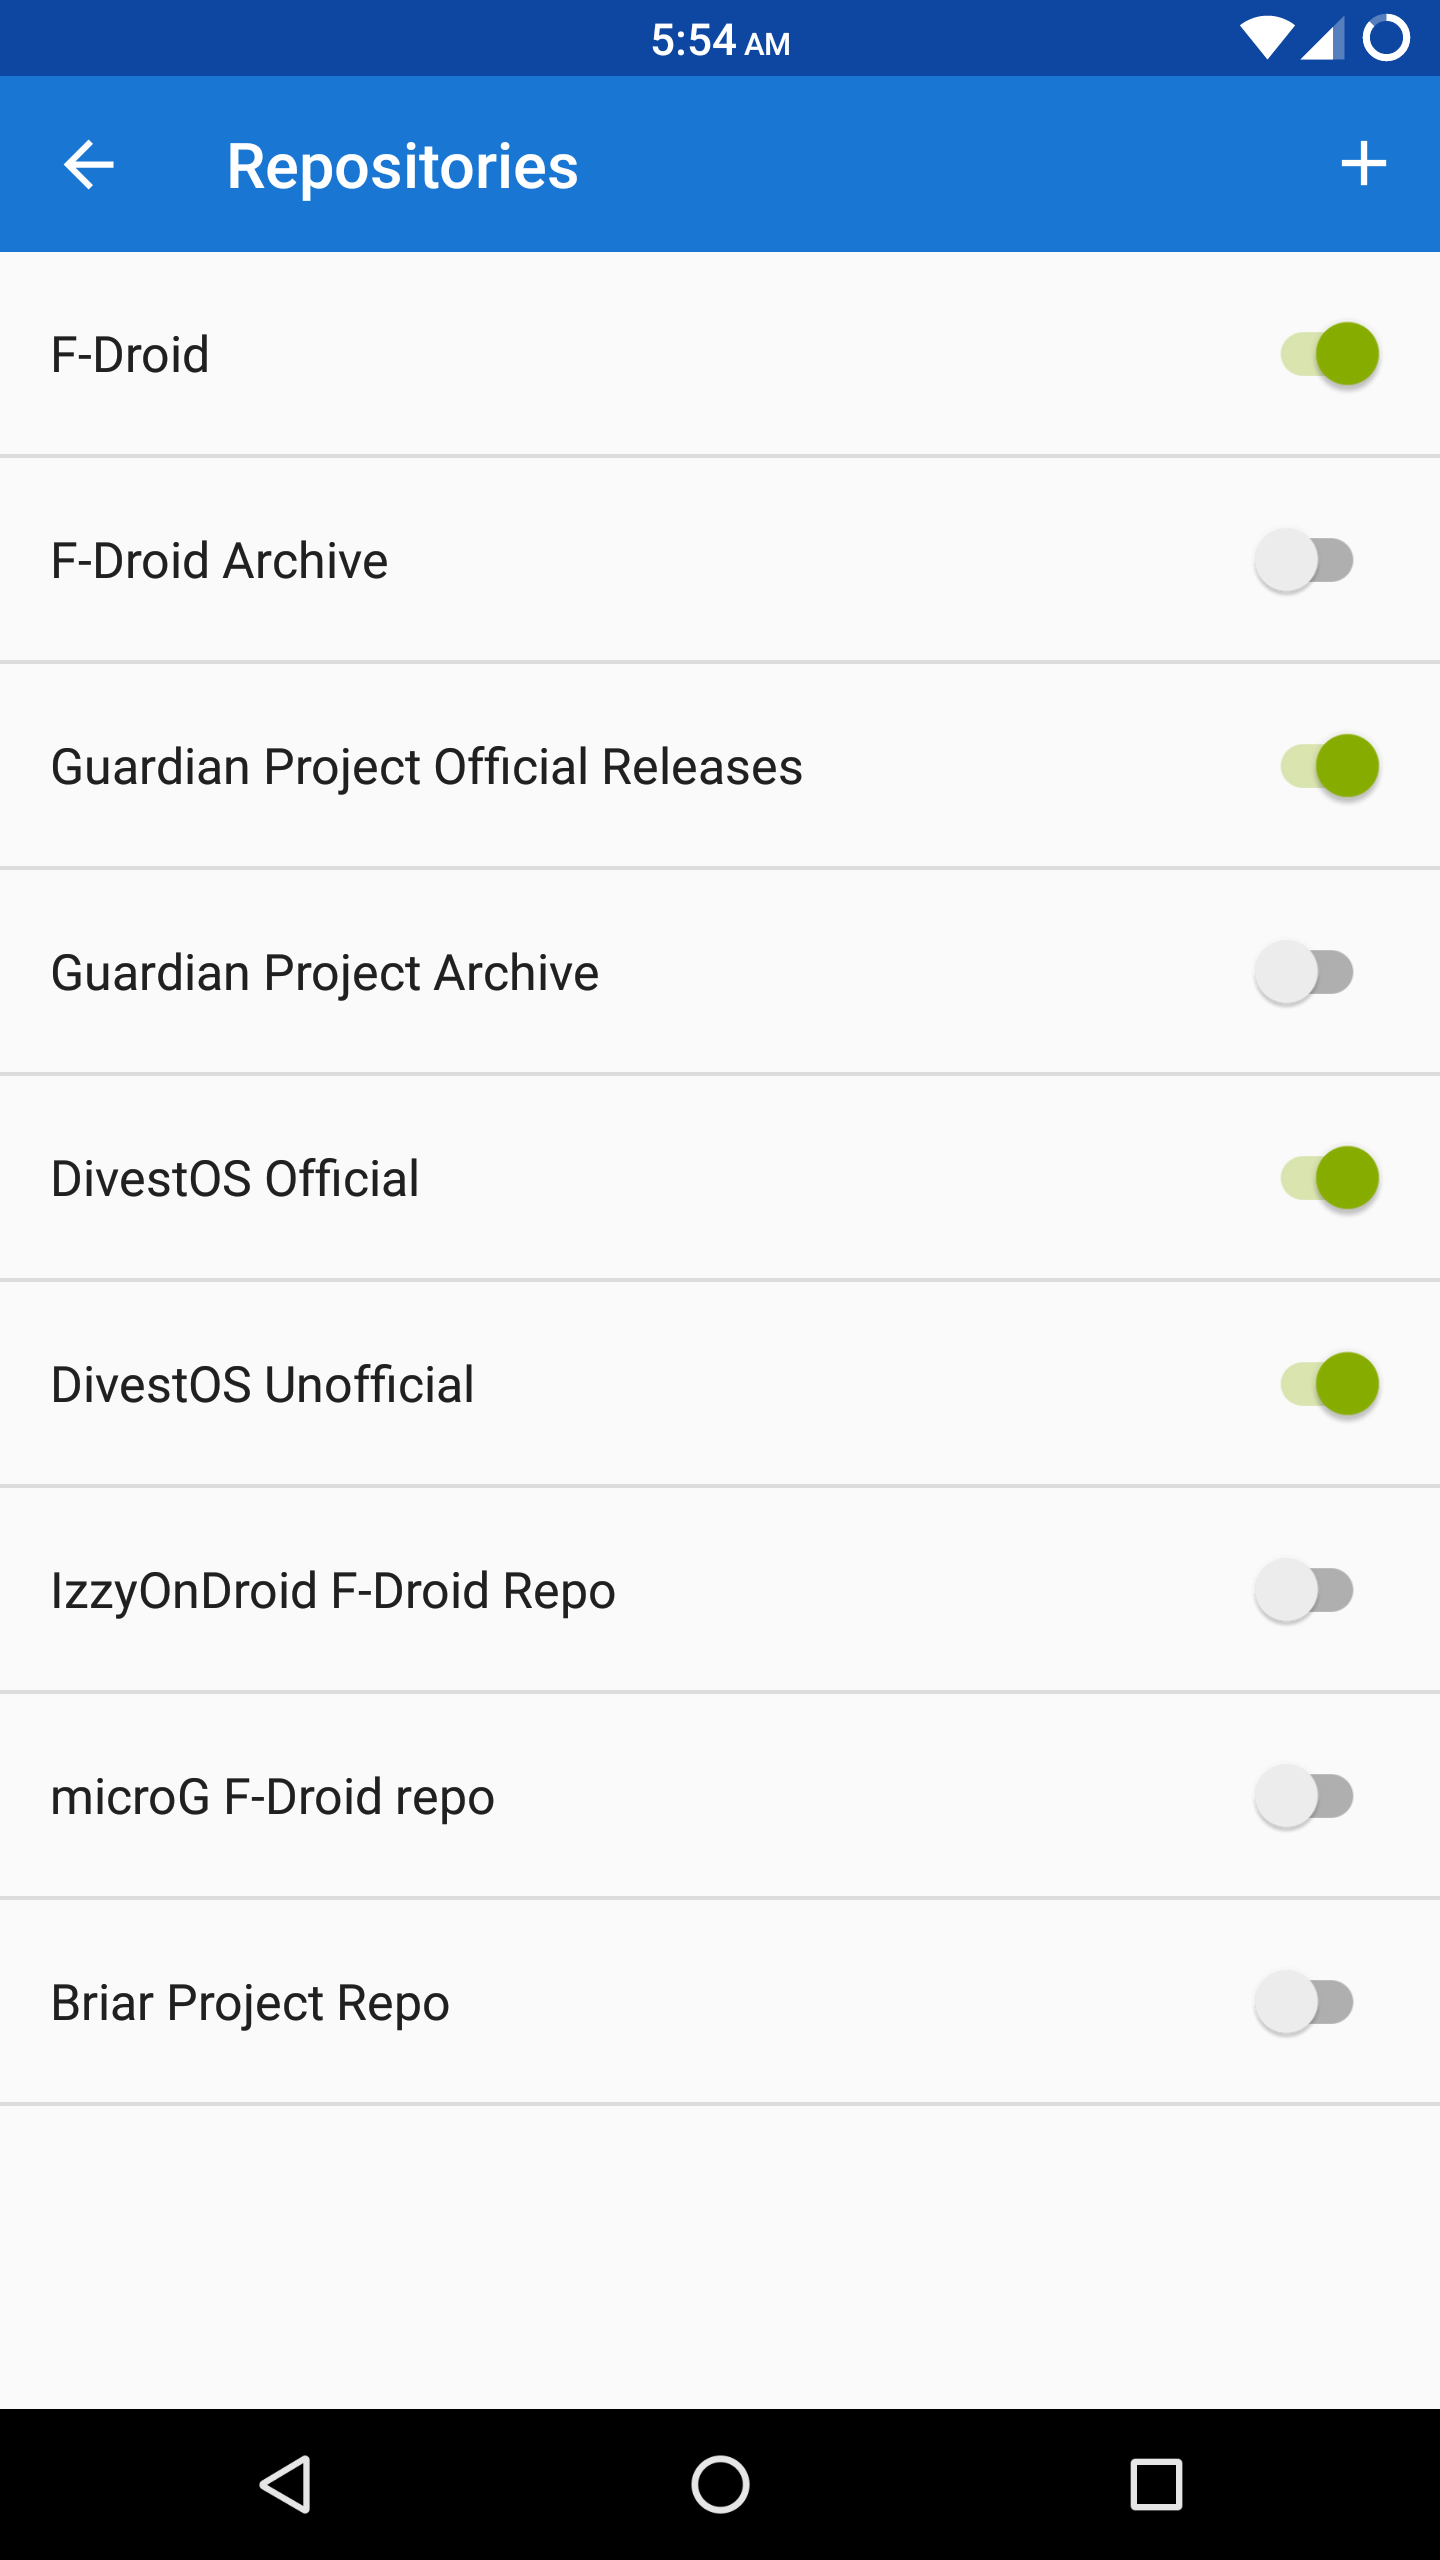 5:54 AM
Repositories
F-Droid
F-Droid Archive
Guardian Project Official Releases
Guardian Project Archive
DivestOS Official
DivestOS Unofficial
IzzyOnDroid F-Droid Repo
microG F-Droid repo
Briar Project Repo